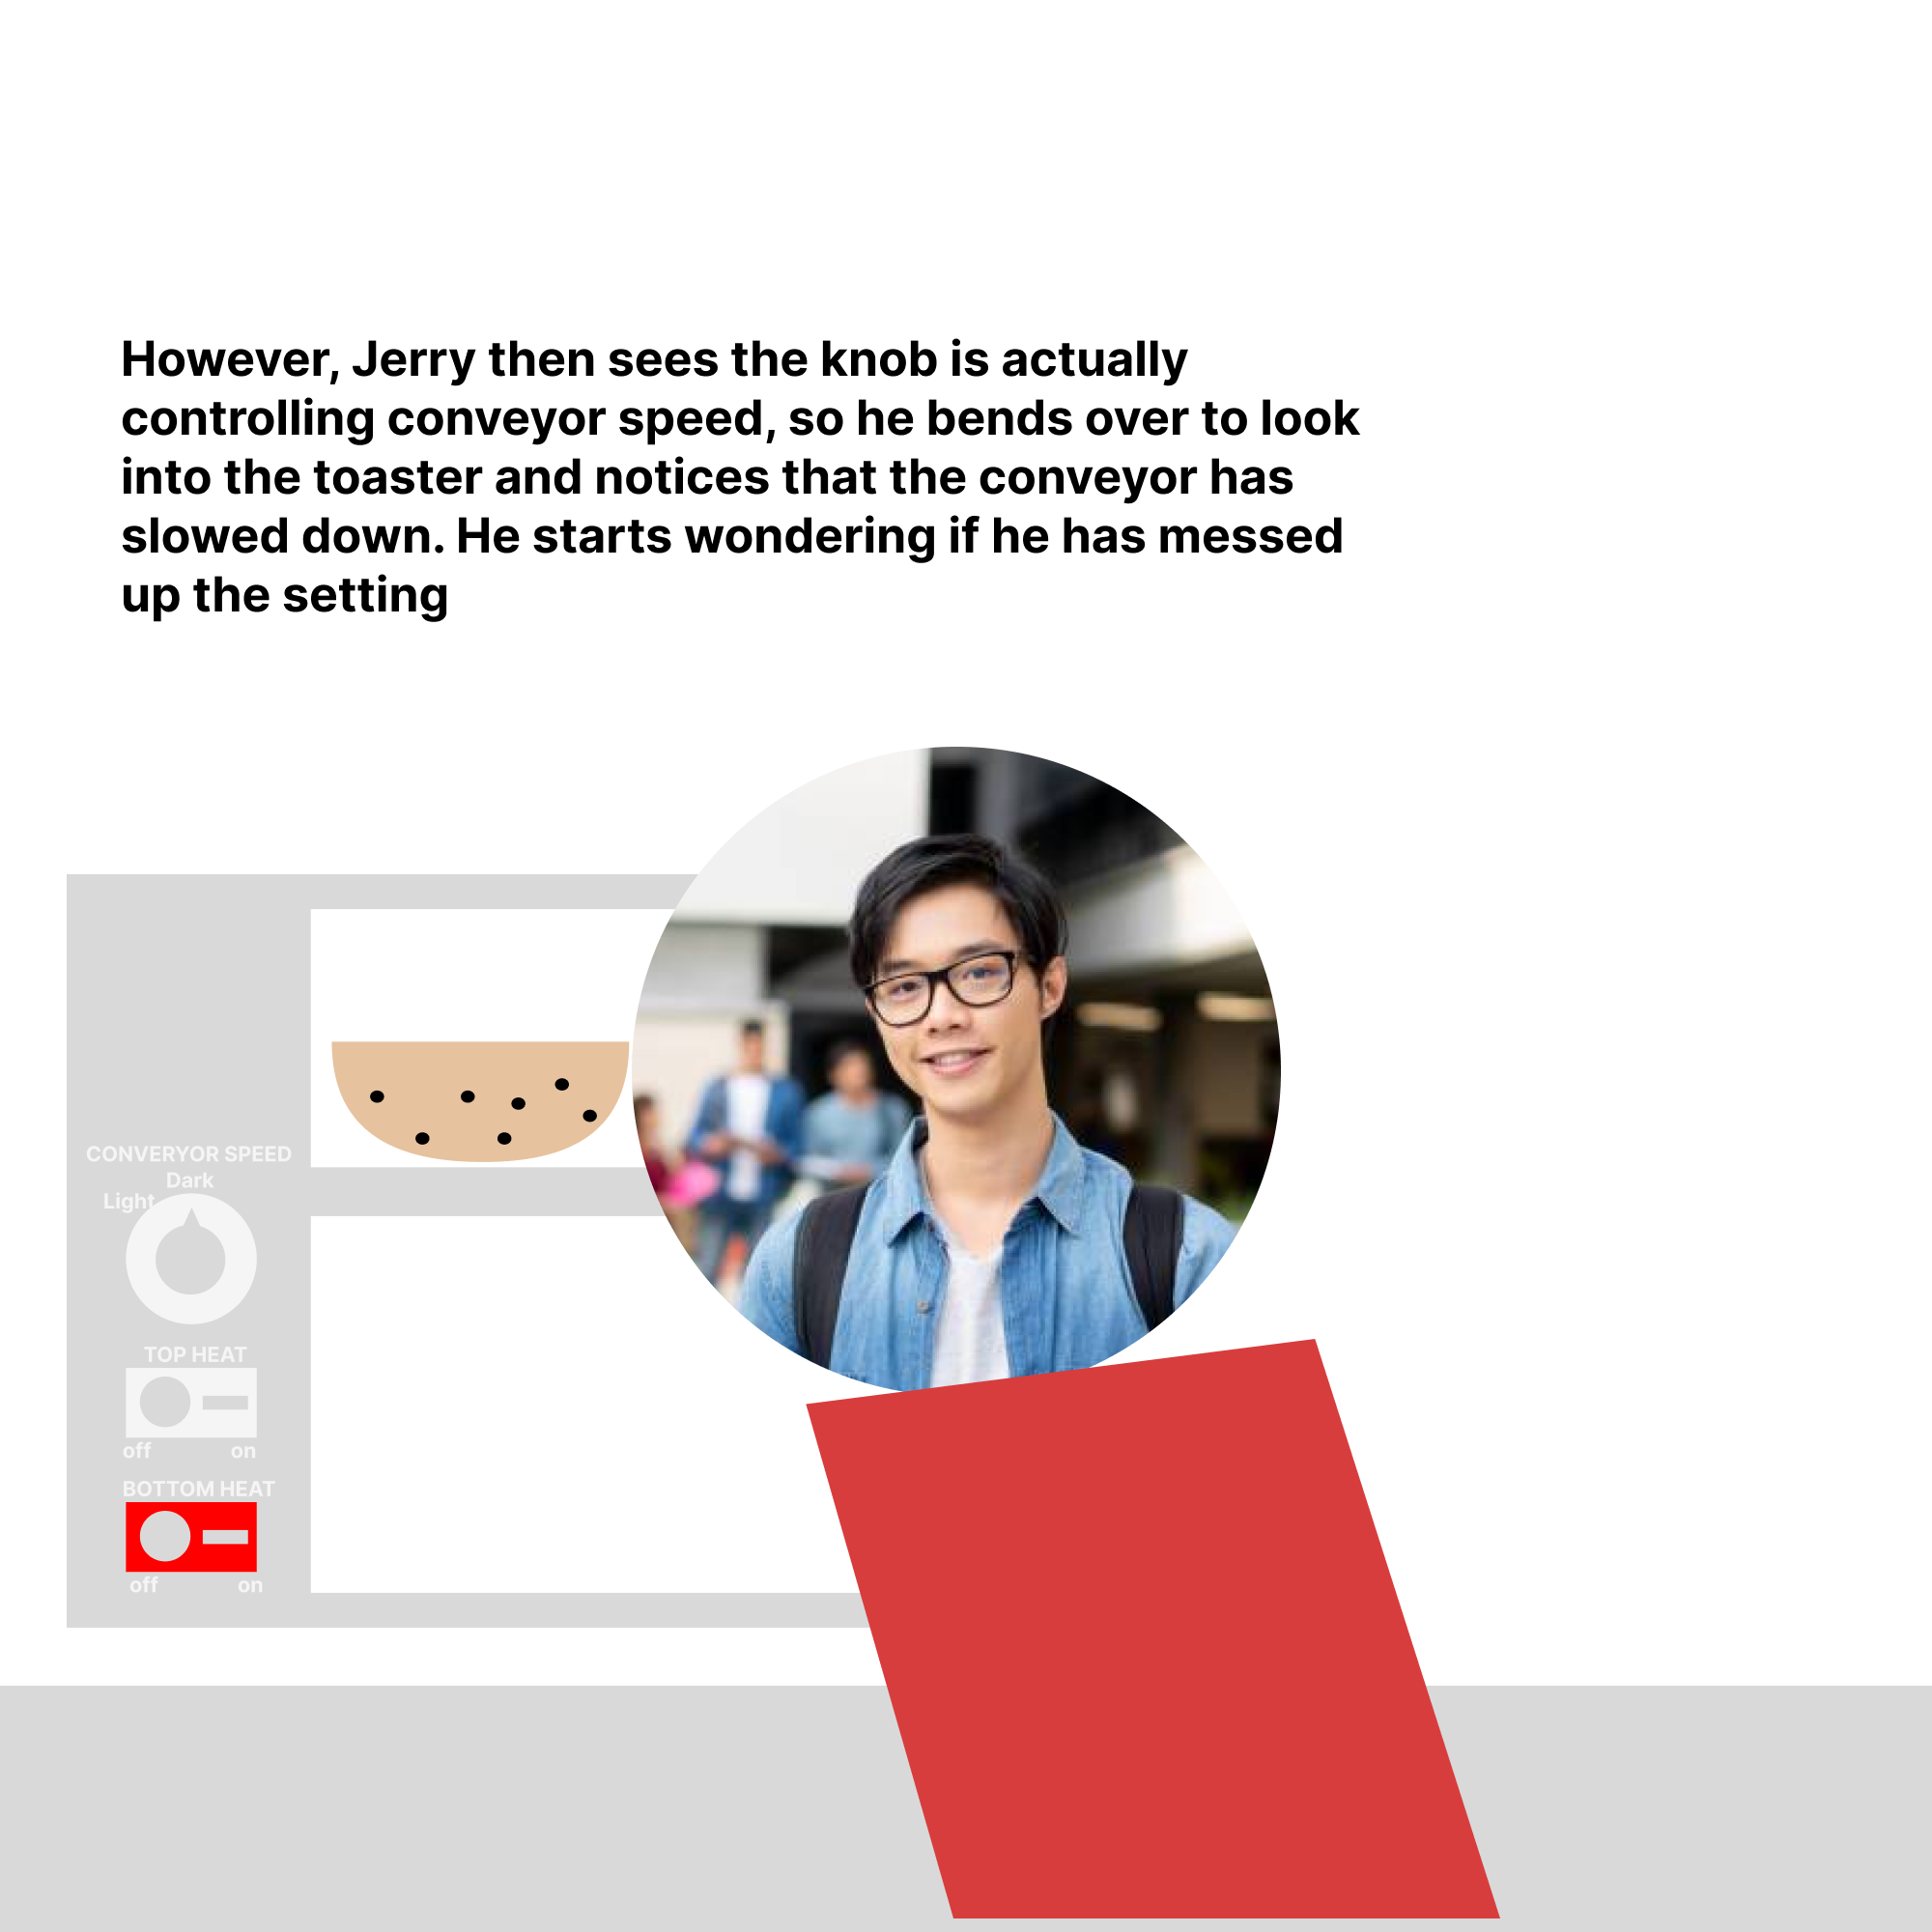 However, Jerry then sees the knob is actually
controlling conveyor speed, so he bends over to look
into the toaster and notices that the conveyor has
slowed down. He starts wondering if he has messed
up the setting
CONVERYOR SPEED
Dark
Light
TOP HEAT
off on
BOTTOM HEAT
off on